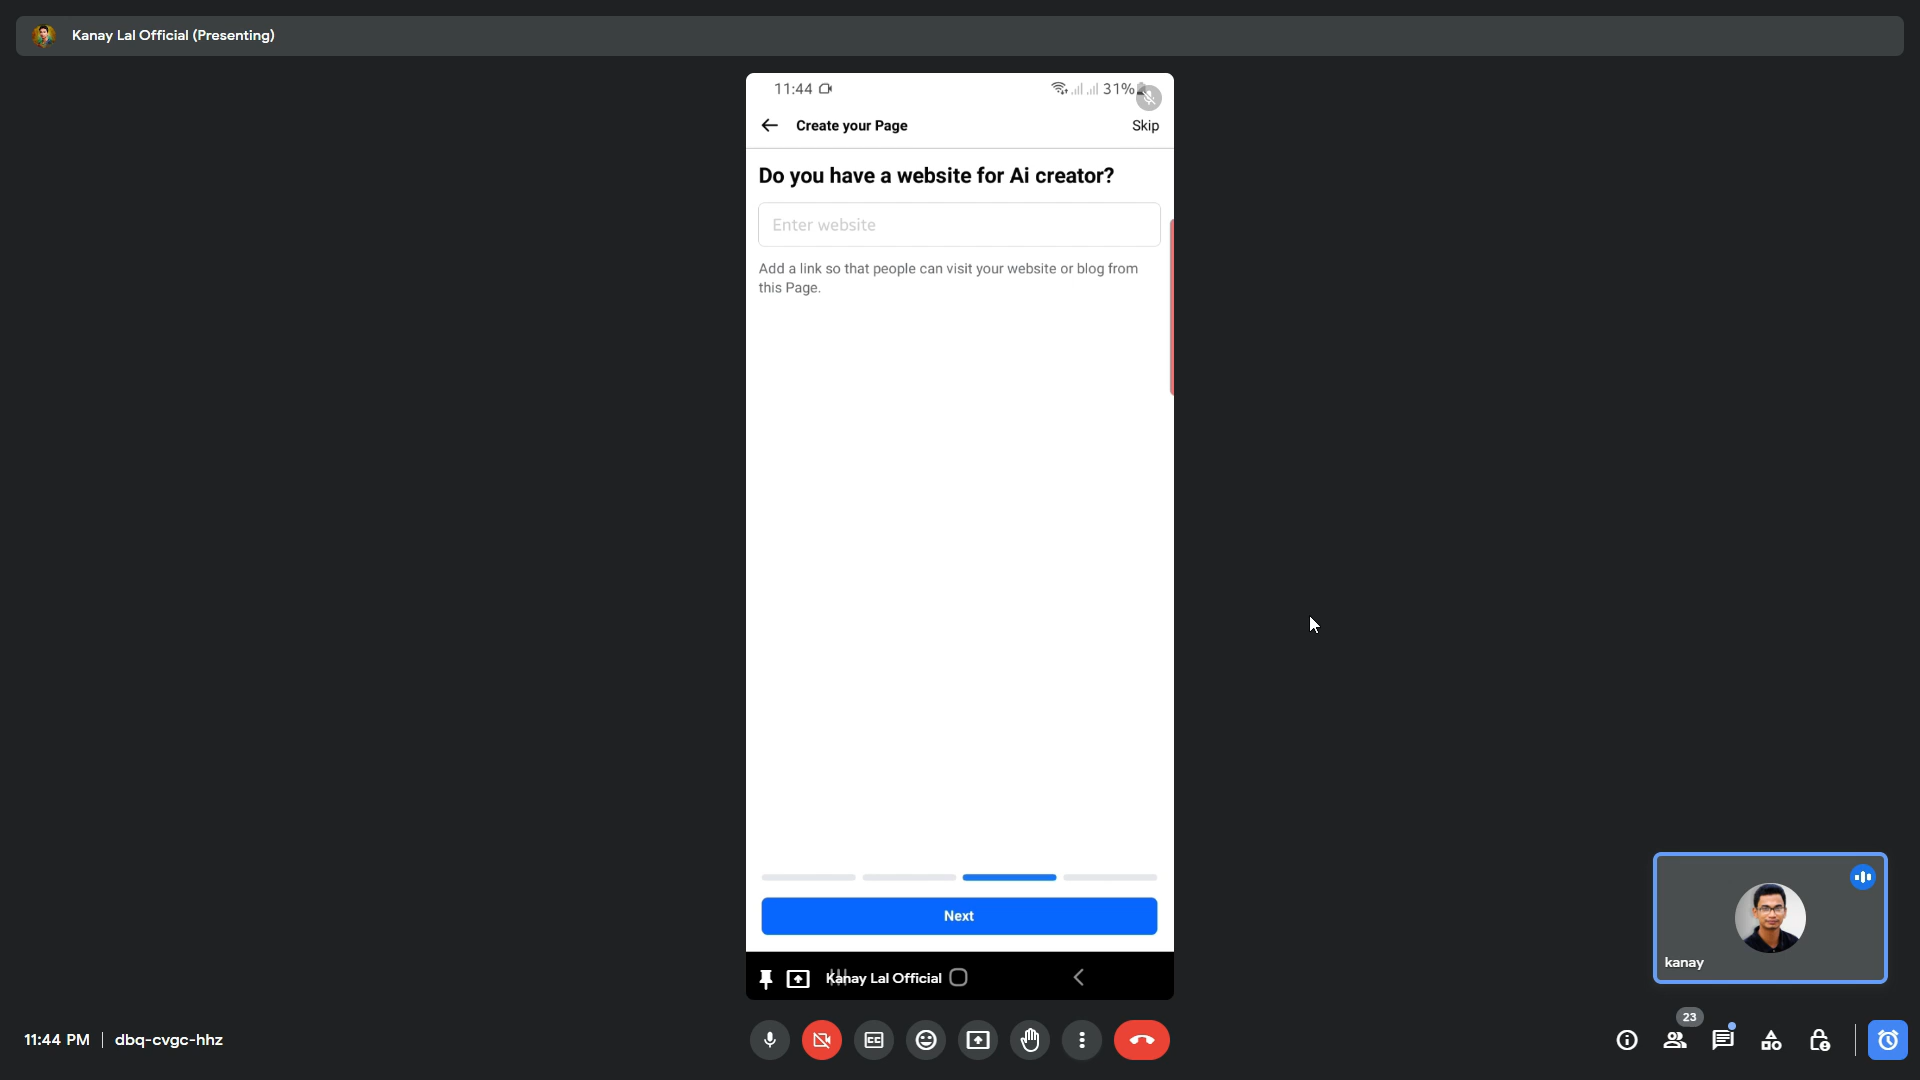 Kanay Lal Official (Presenting)
11:44
31%
Create your Page
Skip
Do you have a website for Ai creator?
Enter website
Add a link so that people can visit your website or blog from
this Page.
Next
Kanay Lal Official
kanay
23
11:44 PM | dbq-cvgc-hhz